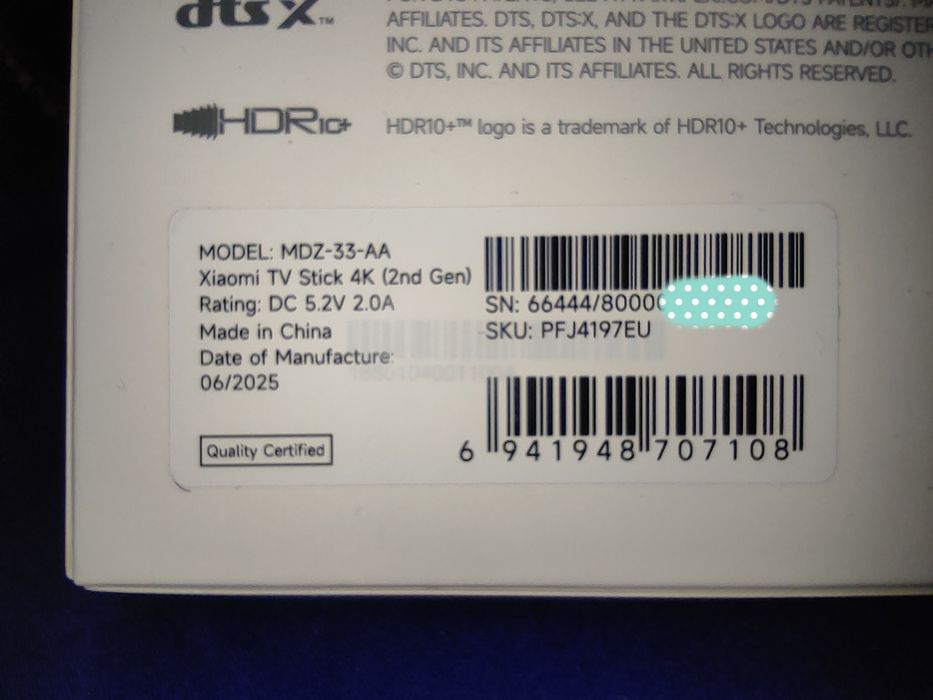 dts X™
AFFILIATES. DTS, DTS:X, AND THE DTS:X LOGO ARE
INC. AND ITS AFFILIATES IN THE UNITED STATES AND/OR
© DTS, INC. AND ITS AFFILIATES. ALL RIGHTS RESERVED.
HDR10+
HDR10+™ logo is a trademark of HDR10+ Technologies, LLC.
MODEL: MDZ-33-AA
Xiaomi TV Stick 4K (2nd Gen)
Rating: DC 5.2V 2.0A
Made in China
Date of Manufacture:
06/2025
Quality Certified
SN: 66444/8000
SKU: PFJ4197EU
6 941948 707108